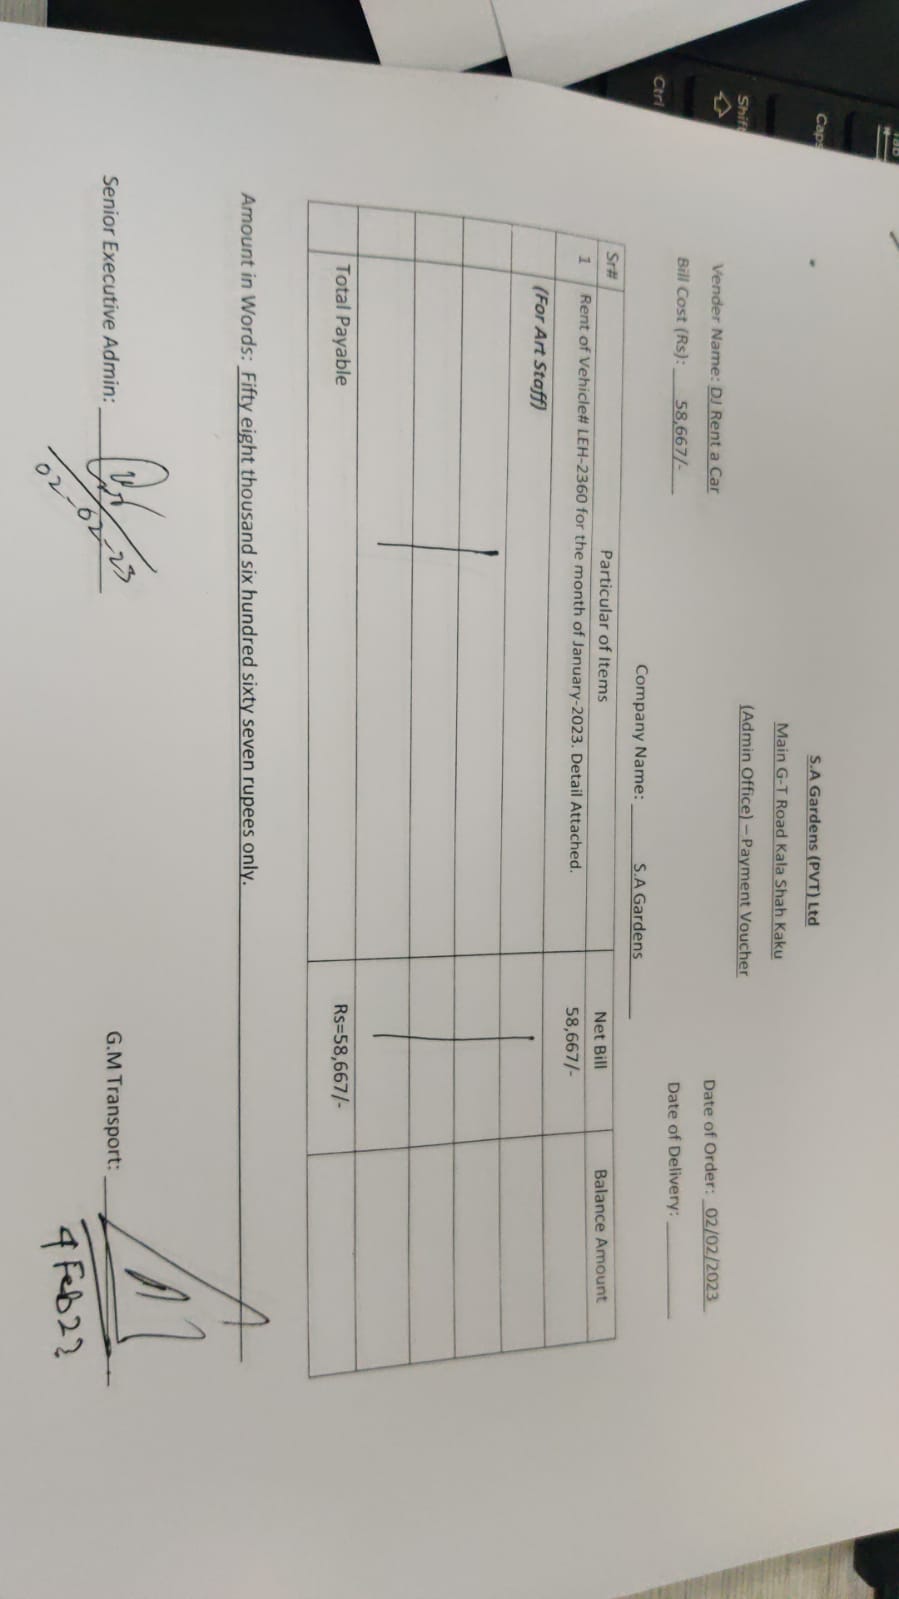 S.A Gardens (PVT) Ltd
Main G-T Road Kala Shah Kaku
(Admin Office) – Payment Voucher
Vender Name: DJ Rent a Car
Date of Order: 02/02/2023
Bill Cost (Rs): 58,667/-
Date of Delivery:
Company Name: S.A Gardens
Sr# Particular of Items Net Bill Balance Amount
1 Rent of Vehicle# LEH-2360 for the month of January-2023. Detail Attached. 58,667/-
(For Art Staff)
Total Payable Rs=58,667/-
Amount in Words: Fifty eight thousand six hundred sixty seven rupees only.
Senior Executive Admin: G.M Transport:
02-02-23
4 Feb 23
Tab
Caps
Shift
Ctrl